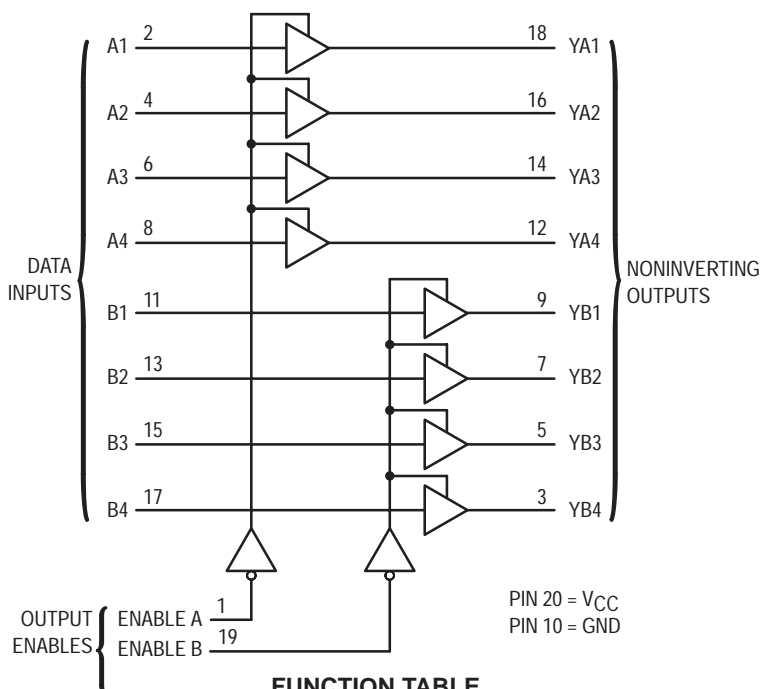 A1 2 18 YA1
A2 4 16 YA2
A3 6 14 YA3
A4 8 12 YA4
DATA
INPUTS
NONINVERTING
OUTPUTS
B1 11 9 YB1
B2 13 7 YB2
B3 15 5 YB3
B4 17 3 YB4
OUTPUT
ENABLES
ENABLE A 1
ENABLE B 19
PIN 20 = VCC
PIN 10 = GND
FUNCTION TABLE